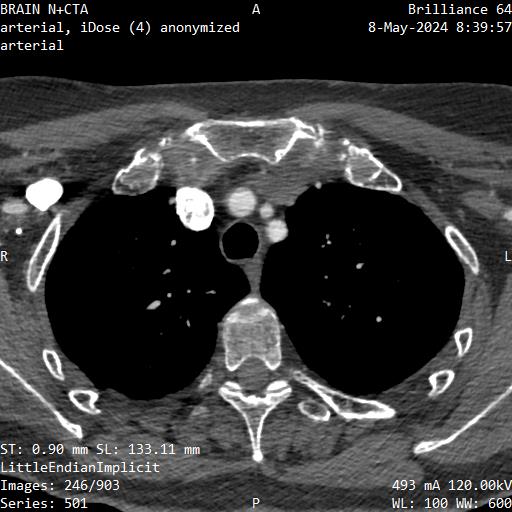 BRAIN N+CTA
A
Brilliance 64
arterial, iDose (4) anonymized
8-May-2024 8:39:57
arterial
R
L
ST: 0.90 mm SL: 133.11 mm
LittleEndianImplicit
Images: 246/903
493 mA 120.00kV
Series: 501
P
WL: 100 WW: 600